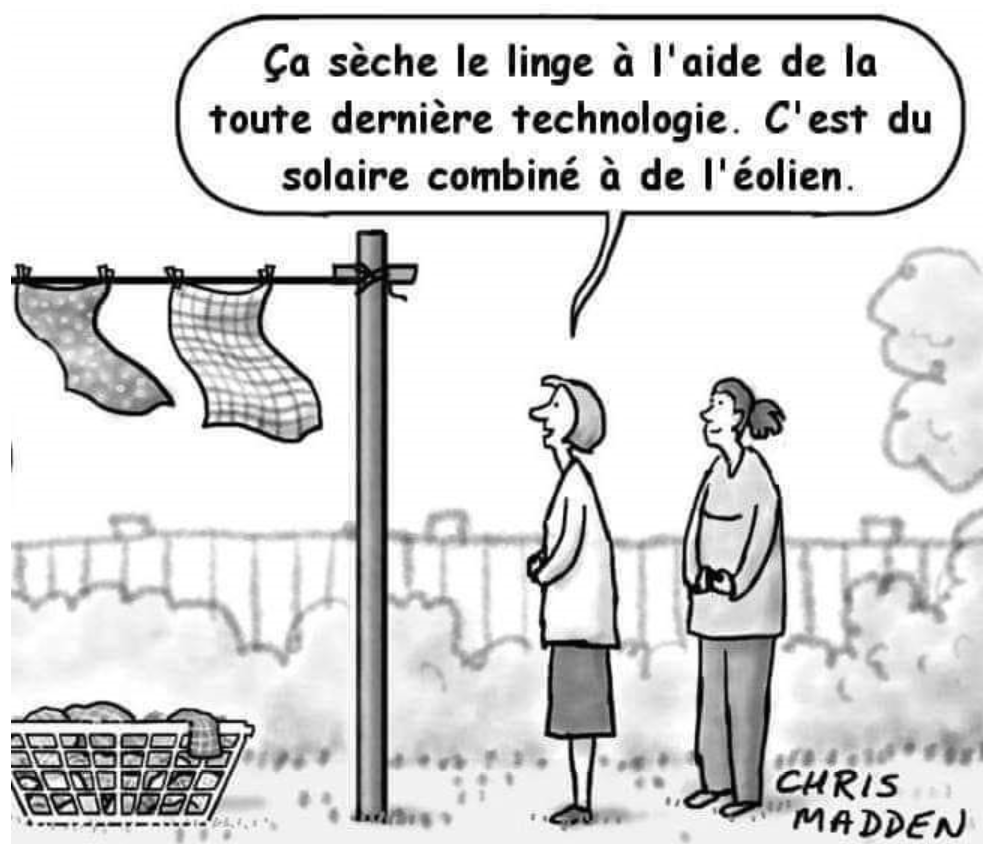 Ça sèche le linge à l'aide de la
toute dernière technologie. C'est du
solaire combiné à de l'éolien.
CHRIS
MADDEN